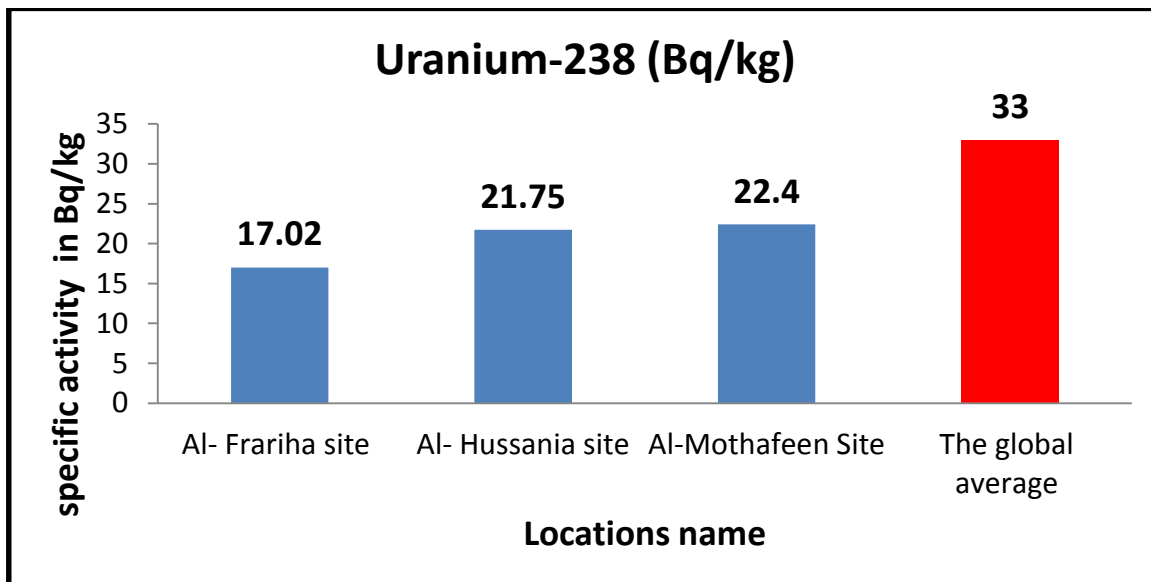 Uranium-238 (Bq/kg)
specific activity in Bq/kg
35
30
25
20
15
10
5
0
17.02
21.75
22.4
33
Al- Frariha site
Al- Hussania site
Al-Mothafeen Site
The global
average
Locations name